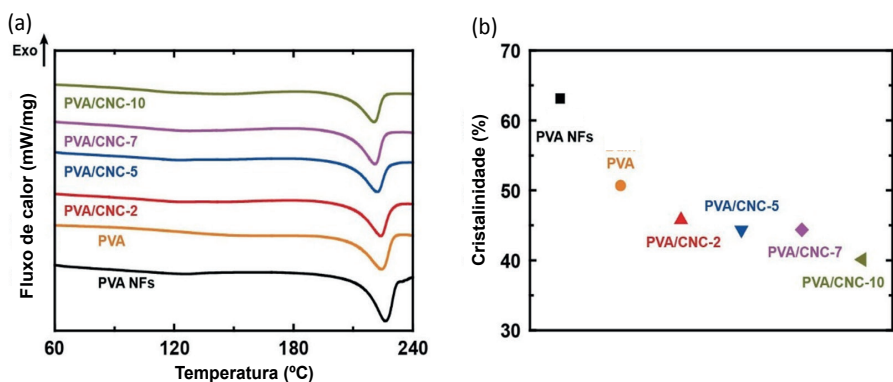 (a)
Exo
Fluxo de calor (mW/mg)
PVA/CNC-10
PVA/CNC-7
PVA/CNC-5
PVA/CNC-2
PVA
PVA NFs
60 120 180 240
Temperatura (ºC)
(b)
Cristalinidade (%)
70
60
50
40
30
PVA NFs
PVA
PVA/CNC-2
PVA/CNC-5
PVA/CNC-7
PVA/CNC-10